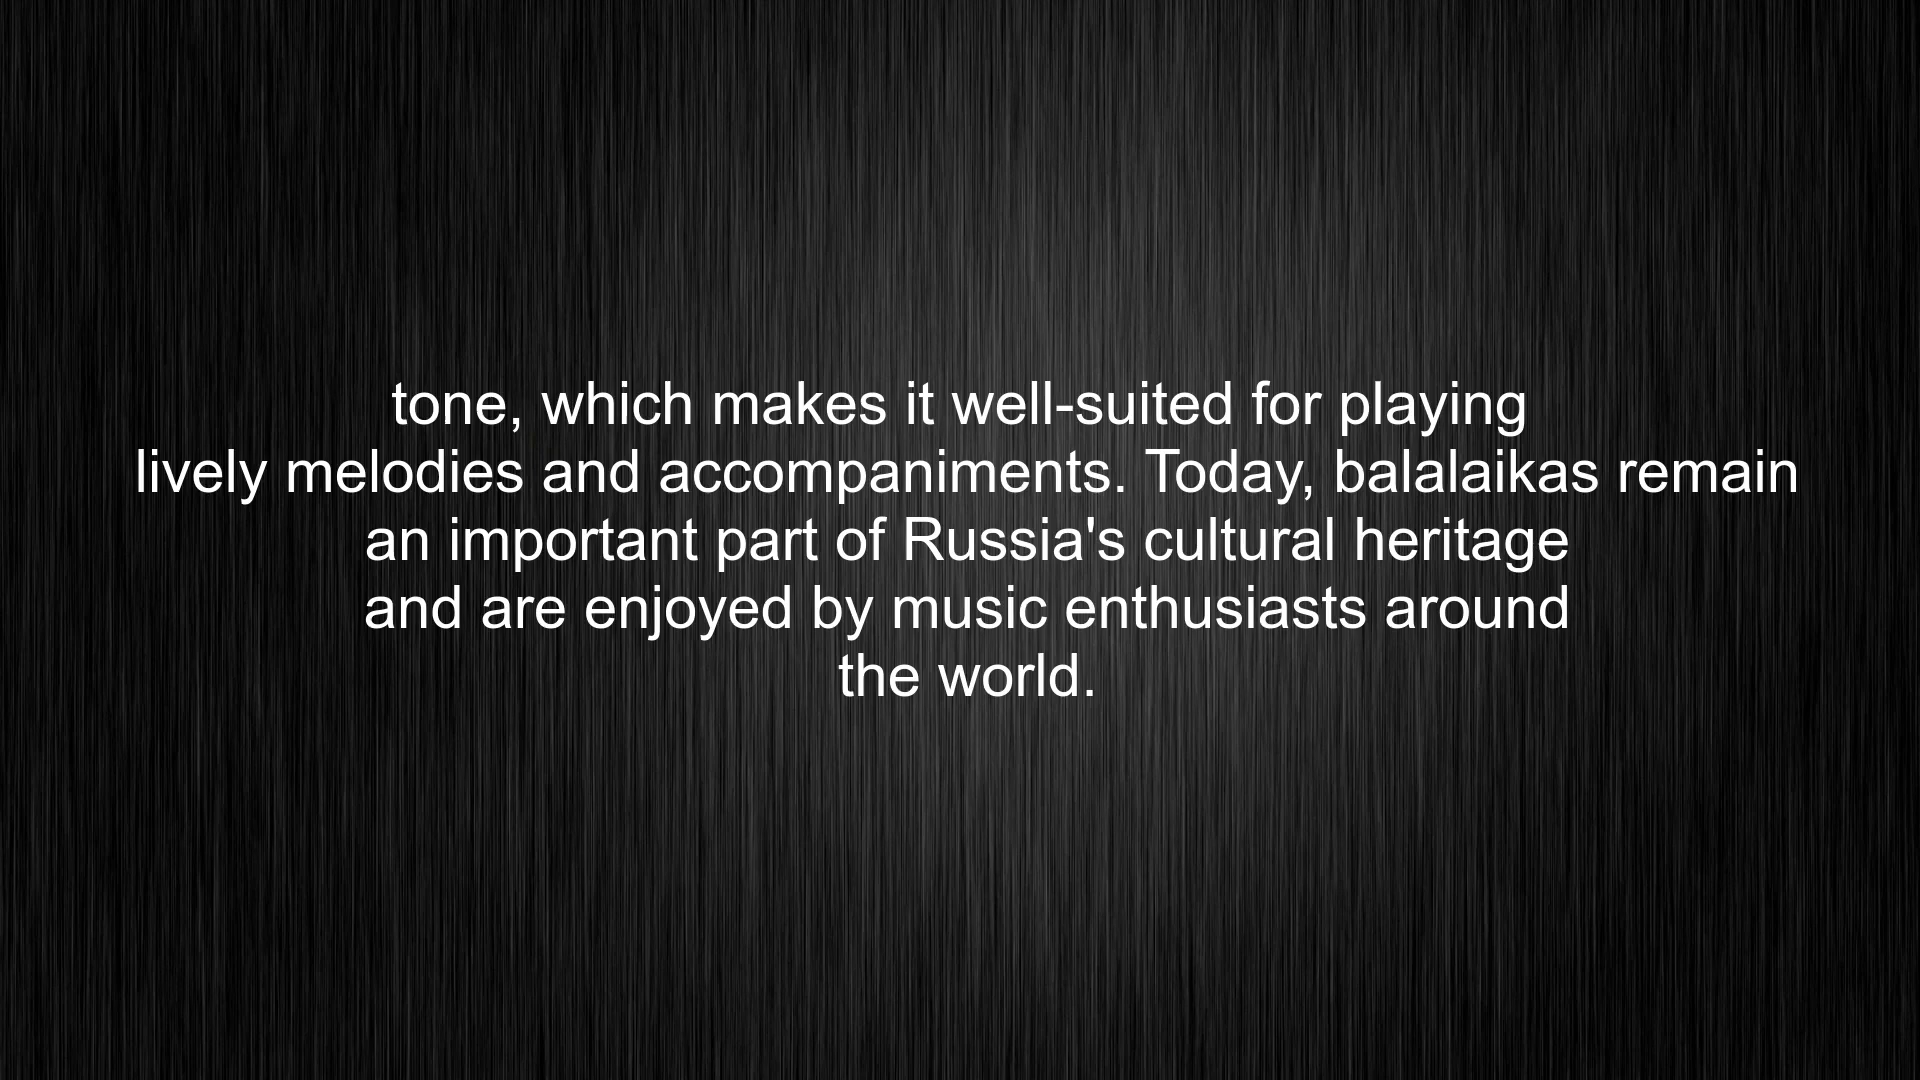 tone, which makes it well-suited for playing
lively melodies and accompaniments. Today, balalaikas remain
an important part of Russia's cultural heritage
and are enjoyed by music enthusiasts around
the world.